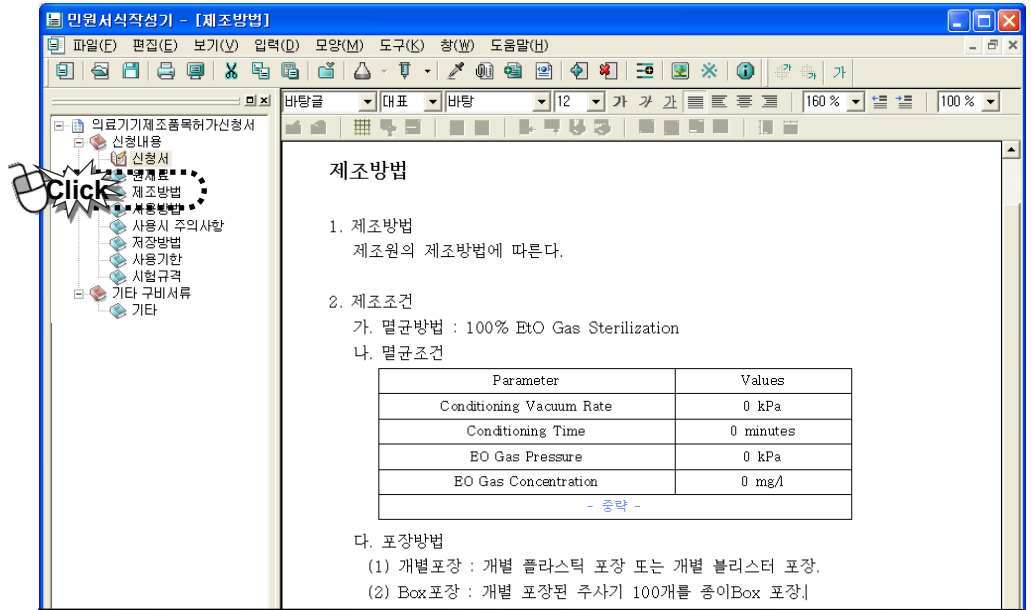 민원서식작성기 - [제조방법]
파일(F) 편집(E) 보기(V) 입력(D) 모양(M) 도구(K) 창(W) 도움말(H)
바탕글 대표 바탕 12 가 가 가 160 % 100 %
의료기기제조품목허가신청서
신청내용
신청서
원재료
Click 제조방법
사용방법
사용시 주의사항
저장방법
사용기한
시험규격
기타 구비서류
기타
제조방법
1. 제조방법
제조원의 제조방법에 따른다.
2. 제조조건
가. 멸균방법 : 100% EtO Gas Sterilization
나. 멸균조건
Parameter Values
Conditioning Vacuum Rate 0 kPa
Conditioning Time 0 minutes
EO Gas Pressure 0 kPa
EO Gas Concentration 0 mg/l
- 중략 -
다. 포장방법
(1) 개별포장 : 개별 플라스틱 포장 또는 개별 블리스터 포장.
(2) Box포장 : 개별 포장된 주사기 100개를 종이Box 포장.